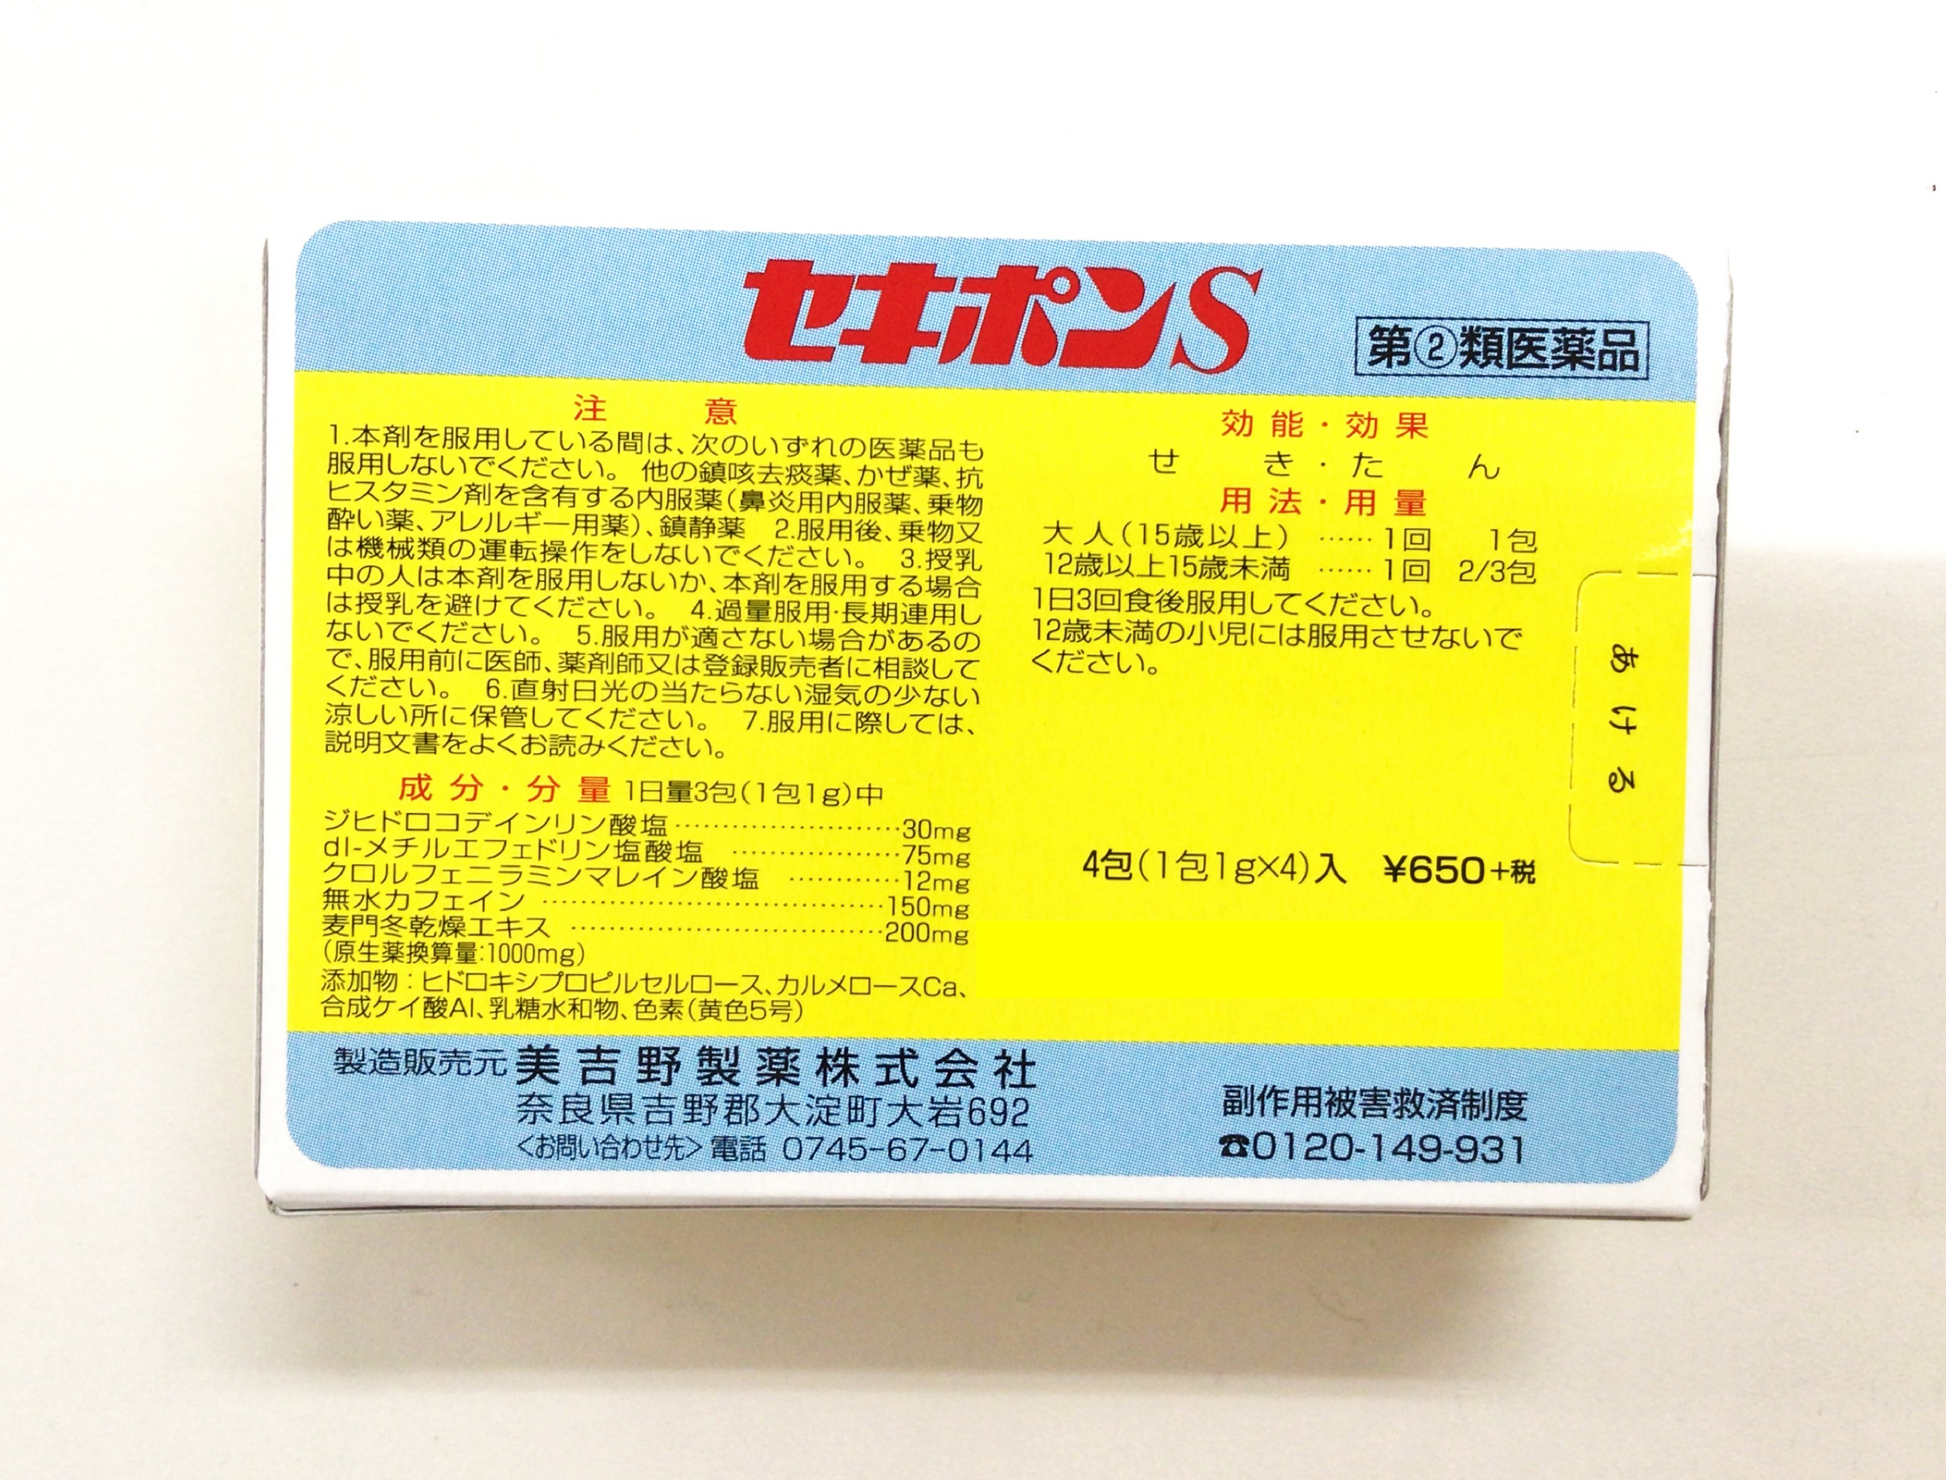 セキポンS
第②類医薬品
注意
1.本剤を服用している間は、次のいずれの医薬品も
服用しないでください。 他の鎮咳去痰薬、かぜ薬、抗
ヒスタミン剤を含有する内服薬(鼻炎用内服薬、乗物
酔い薬、アレルギー用薬)、鎮静薬 2.服用後、乗物又
は機械類の運転操作をしないでください。 3.授乳
中の人は本剤を服用しないか、本剤を服用する場合
は授乳を避けてください。 4.過量服用・長期連用し
ないでください。 5.服用が適さない場合があるの
で、服用前に医師、薬剤師又は登録販売者に相談して
ください。 6.直射日光の当たらない湿気の少ない
涼しい所に保管してください。 7.服用に際しては、
説明文書をよくお読みください。
成分・分量 1日量3包(1包1g)中
ジヒドロコデインリン酸塩……………………30mg
dl-メチルエフェドリン塩酸塩 ………………75mg
クロルフェニラミンマレイン酸塩 …………12mg
無水カフェイン ………………………………150mg
麦門冬乾燥エキス ……………………………200mg
(原生薬換算量:1000mg)
添加物：ヒドロキシプロピルセルロース、カルメロースCa、
合成ケイ酸Al、乳糖水和物、色素(黄色5号)
効能・効果
せき・たん
用法・用量
大人(15歳以上) ……1回 1包
12歳以上15歳未満 ……1回 2/3包
1日3回食後服用してください。
12歳未満の小児には服用させないで
ください。
4包(1包1g×4)入 ¥650+税
あける
製造販売元 美吉野製薬株式会社
奈良県吉野郡大淀町大岩692
<お問い合わせ先> 電話 0745-67-0144
副作用被害救済制度
☎0120-149-931